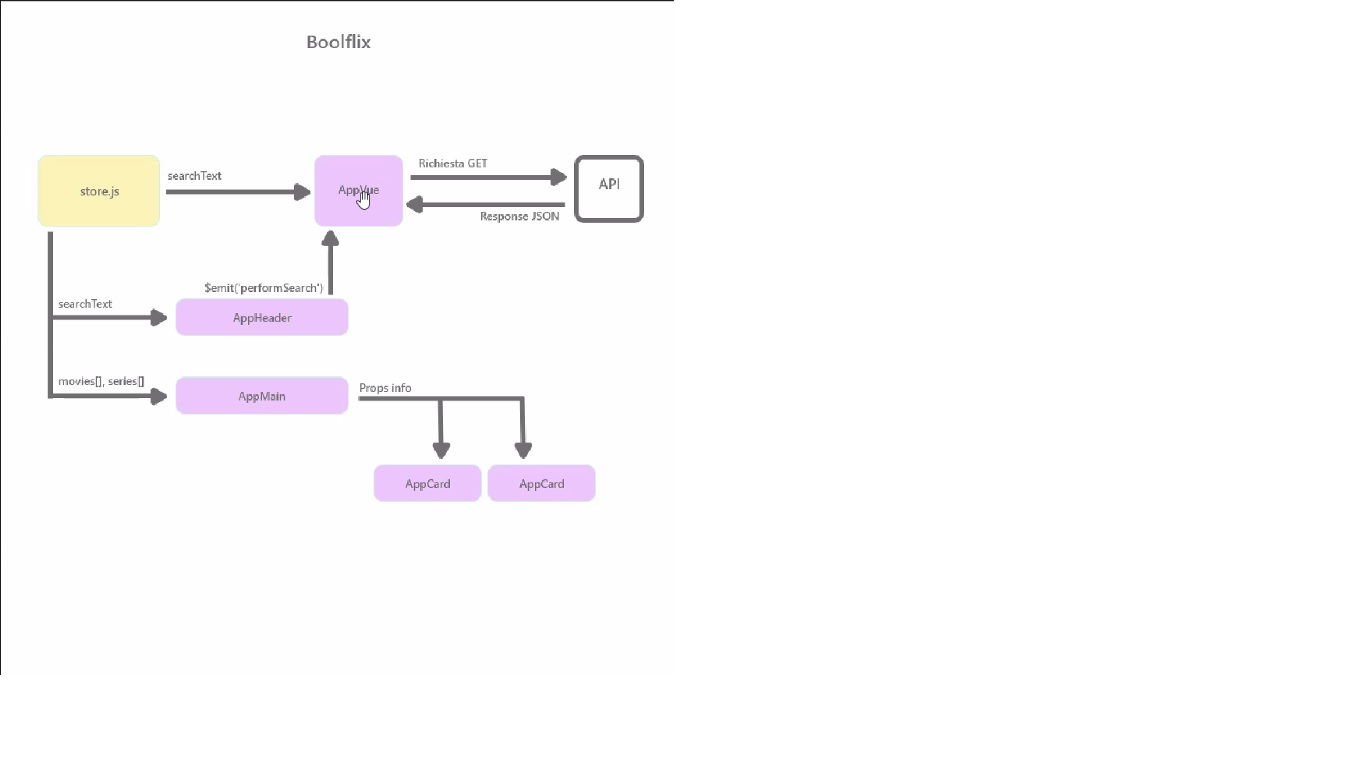 Boolflix
store.js
searchText
AppVue
Richiesta GET
API
Response JSON
$emit('performSearch')
searchText
AppHeader
movies[], series[]
AppMain
Props info
AppCard
AppCard